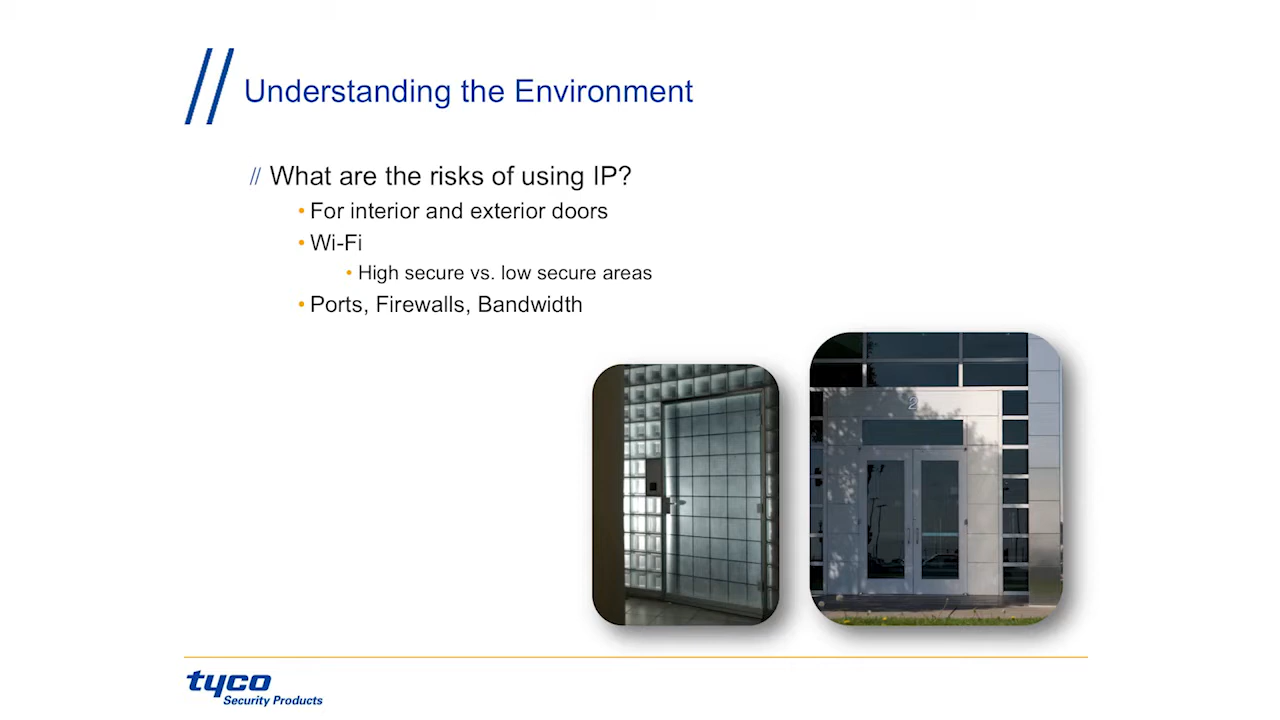 Understanding the Environment
// What are the risks of using IP?
• For interior and exterior doors
• Wi-Fi
• High secure vs. low secure areas
• Ports, Firewalls, Bandwidth
2
tyco
Security Products